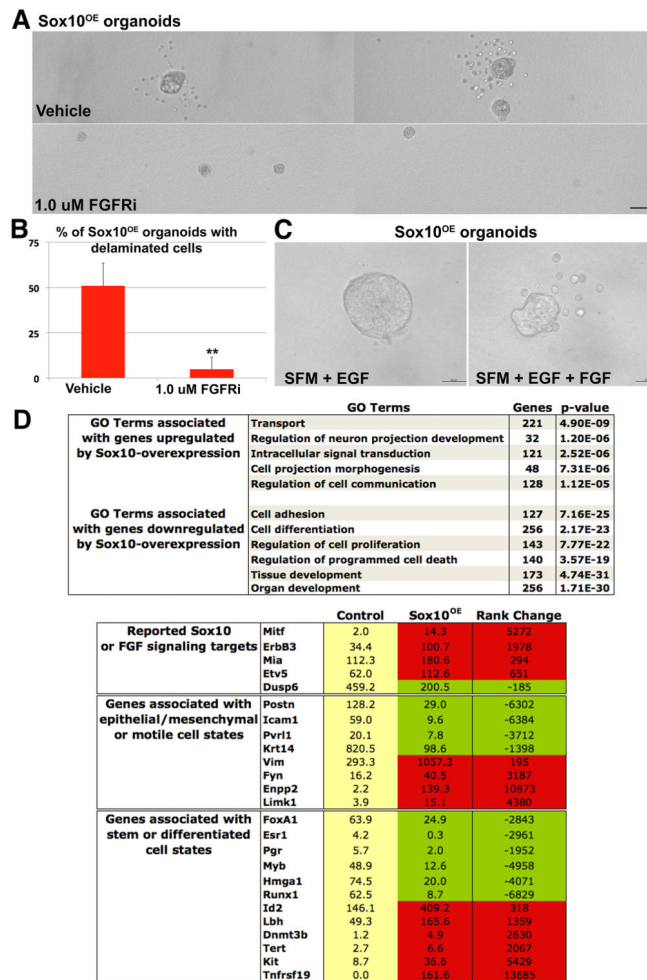 A Sox10OE organoids
Vehicle
1.0 uM FGFRi
B % of Sox10OE organoids with
delaminated cells
75
50
25
0
**
Vehicle 1.0 uM FGFRi
C Sox10OE organoids
SFM + EGF SFM + EGF + FGF
D
GO Terms Genes p-value
GO Terms associated
with genes upregulated
by Sox10-overexpression
Transport 221 4.90E-09
Regulation of neuron projection development 32 1.20E-06
Intracellular signal transduction 121 2.52E-06
Cell projection morphogenesis 48 7.31E-06
Regulation of cell communication 128 1.12E-05
GO Terms associated
with genes downregulated
by Sox10-overexpression
Cell adhesion 127 7.16E-25
Cell differentiation 256 2.17E-23
Regulation of cell proliferation 143 7.77E-22
Regulation of programmed cell death 140 3.57E-19
Tissue development 173 4.74E-31
Organ development 256 1.71E-30
Control Sox10OE Rank Change
Reported Sox10
or FGF signaling targets
Mitf 2.0 14.3 5272
ErbB3 34.4 100.7 1978
Mia 112.3 180.6 294
Etv5 62.0 112.6 651
Dusp6 459.2 200.5 -185
Genes associated with
epithelial/mesenchymal
or motile cell states
Postn 128.2 29.0 -6302
Icam1 59.0 9.6 -6384
Pvrl1 20.1 7.8 -3712
Krt14 820.5 98.6 -1398
Vim 293.3 1057.3 195
Fyn 16.2 40.5 3187
Enpp2 2.2 139.3 10873
Limk1 3.9 15.1 4380
Genes associated with
stem or differentiated
cell states
FoxA1 63.9 24.9 -2843
Esr1 4.2 0.3 -2961
Pgr 5.7 2.0 -1952
Myb 48.9 12.6 -4958
Hmga1 74.5 20.0 -4071
Runx1 62.5 8.7 -6829
Id2 146.1 409.2 318
Lbh 49.3 165.6 1359
Dnmt3b 1.2 4.9 2630
Tert 2.7 6.6 2067
Kit 8.7 36.6 5429
Tnfrsf19 0.0 161.6 13685